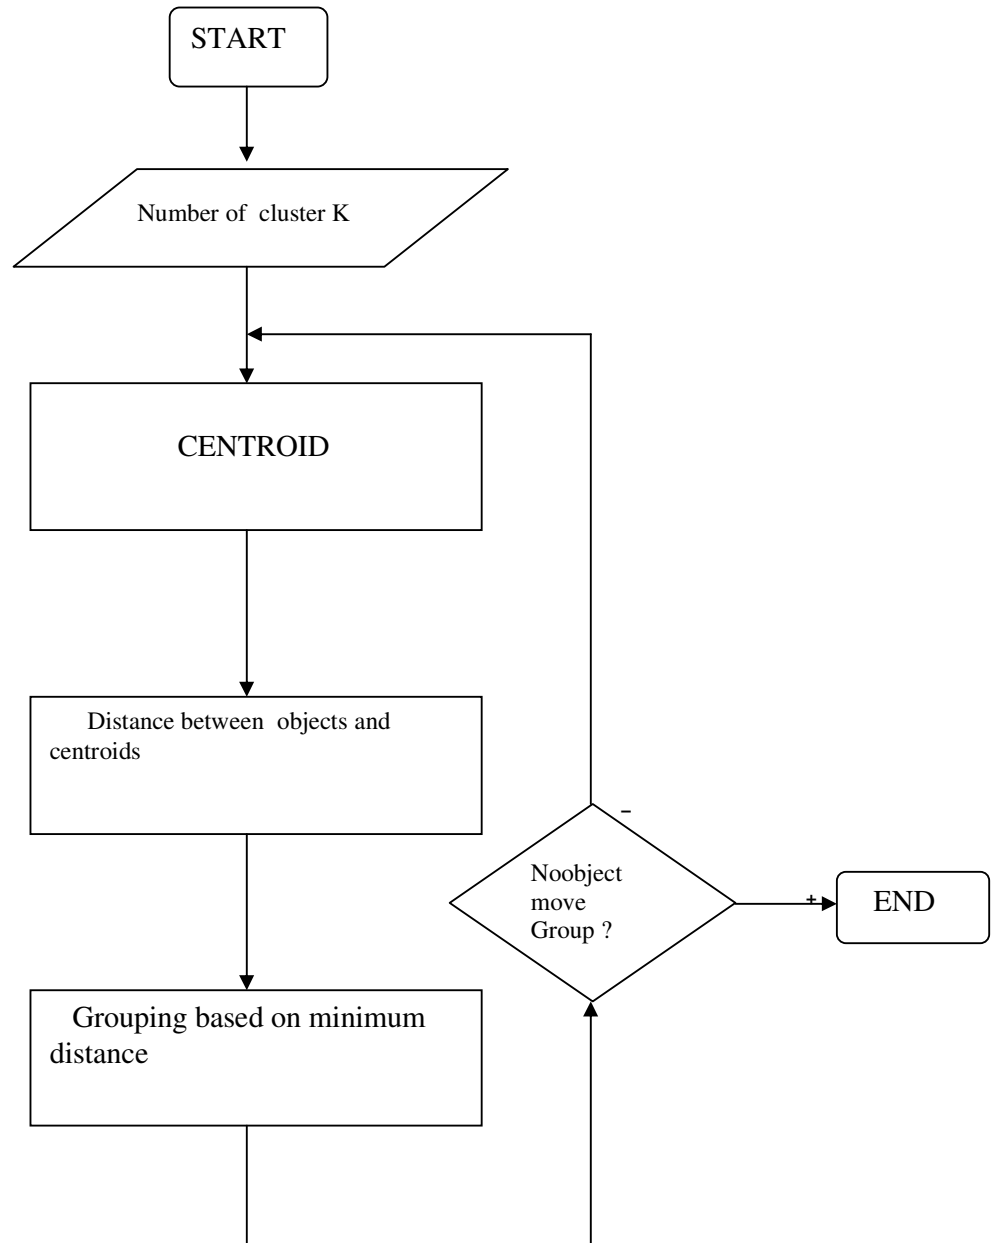 START
Number of cluster K
CENTROID
Distance between objects and
centroids
–
Noobject
move
Group ?
+
END
Grouping based on minimum
distance